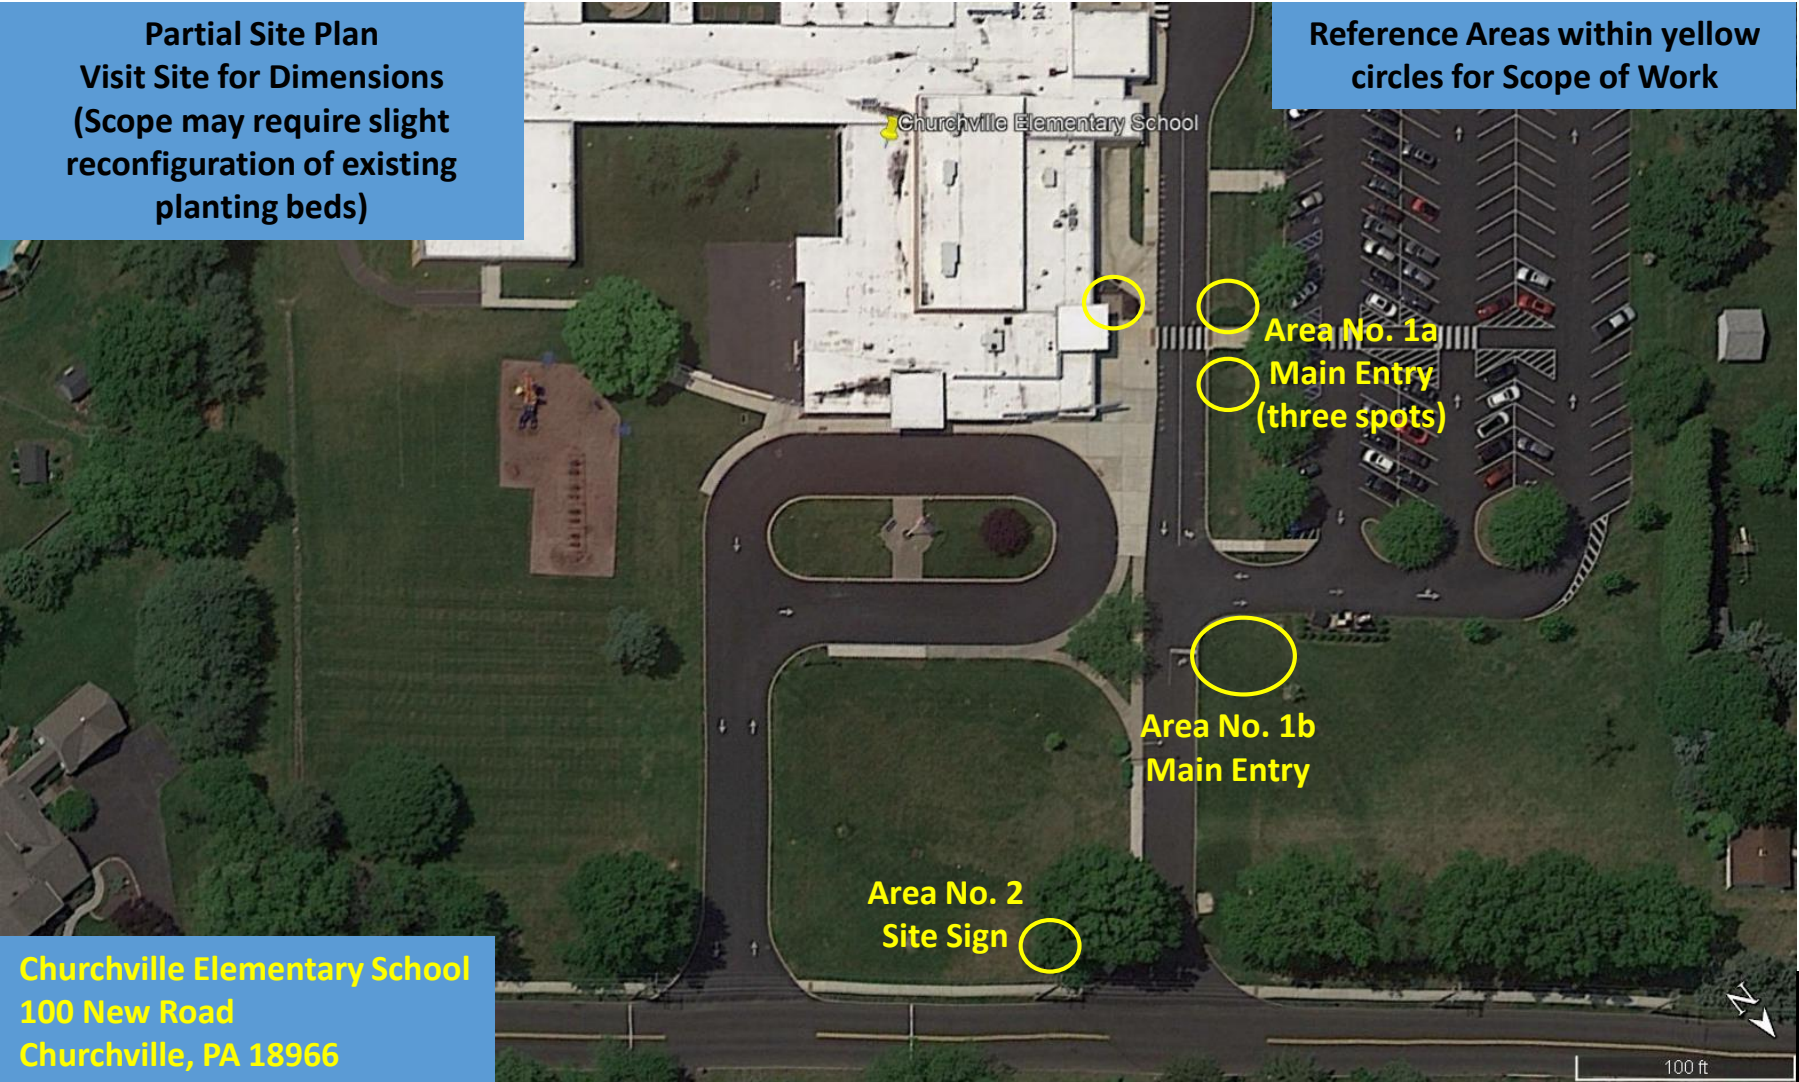 Partial Site Plan
Visit Site for Dimensions
(Scope may require slight
reconfiguration of existing
planting beds)
Reference Areas within yellow
circles for Scope of Work
Churchville Elementary School
Area No. 1a
Main Entry
(three spots)
Area No. 1b
Main Entry
Area No. 2
Site Sign
Churchville Elementary School
100 New Road
Churchville, PA 18966
N
100 ft